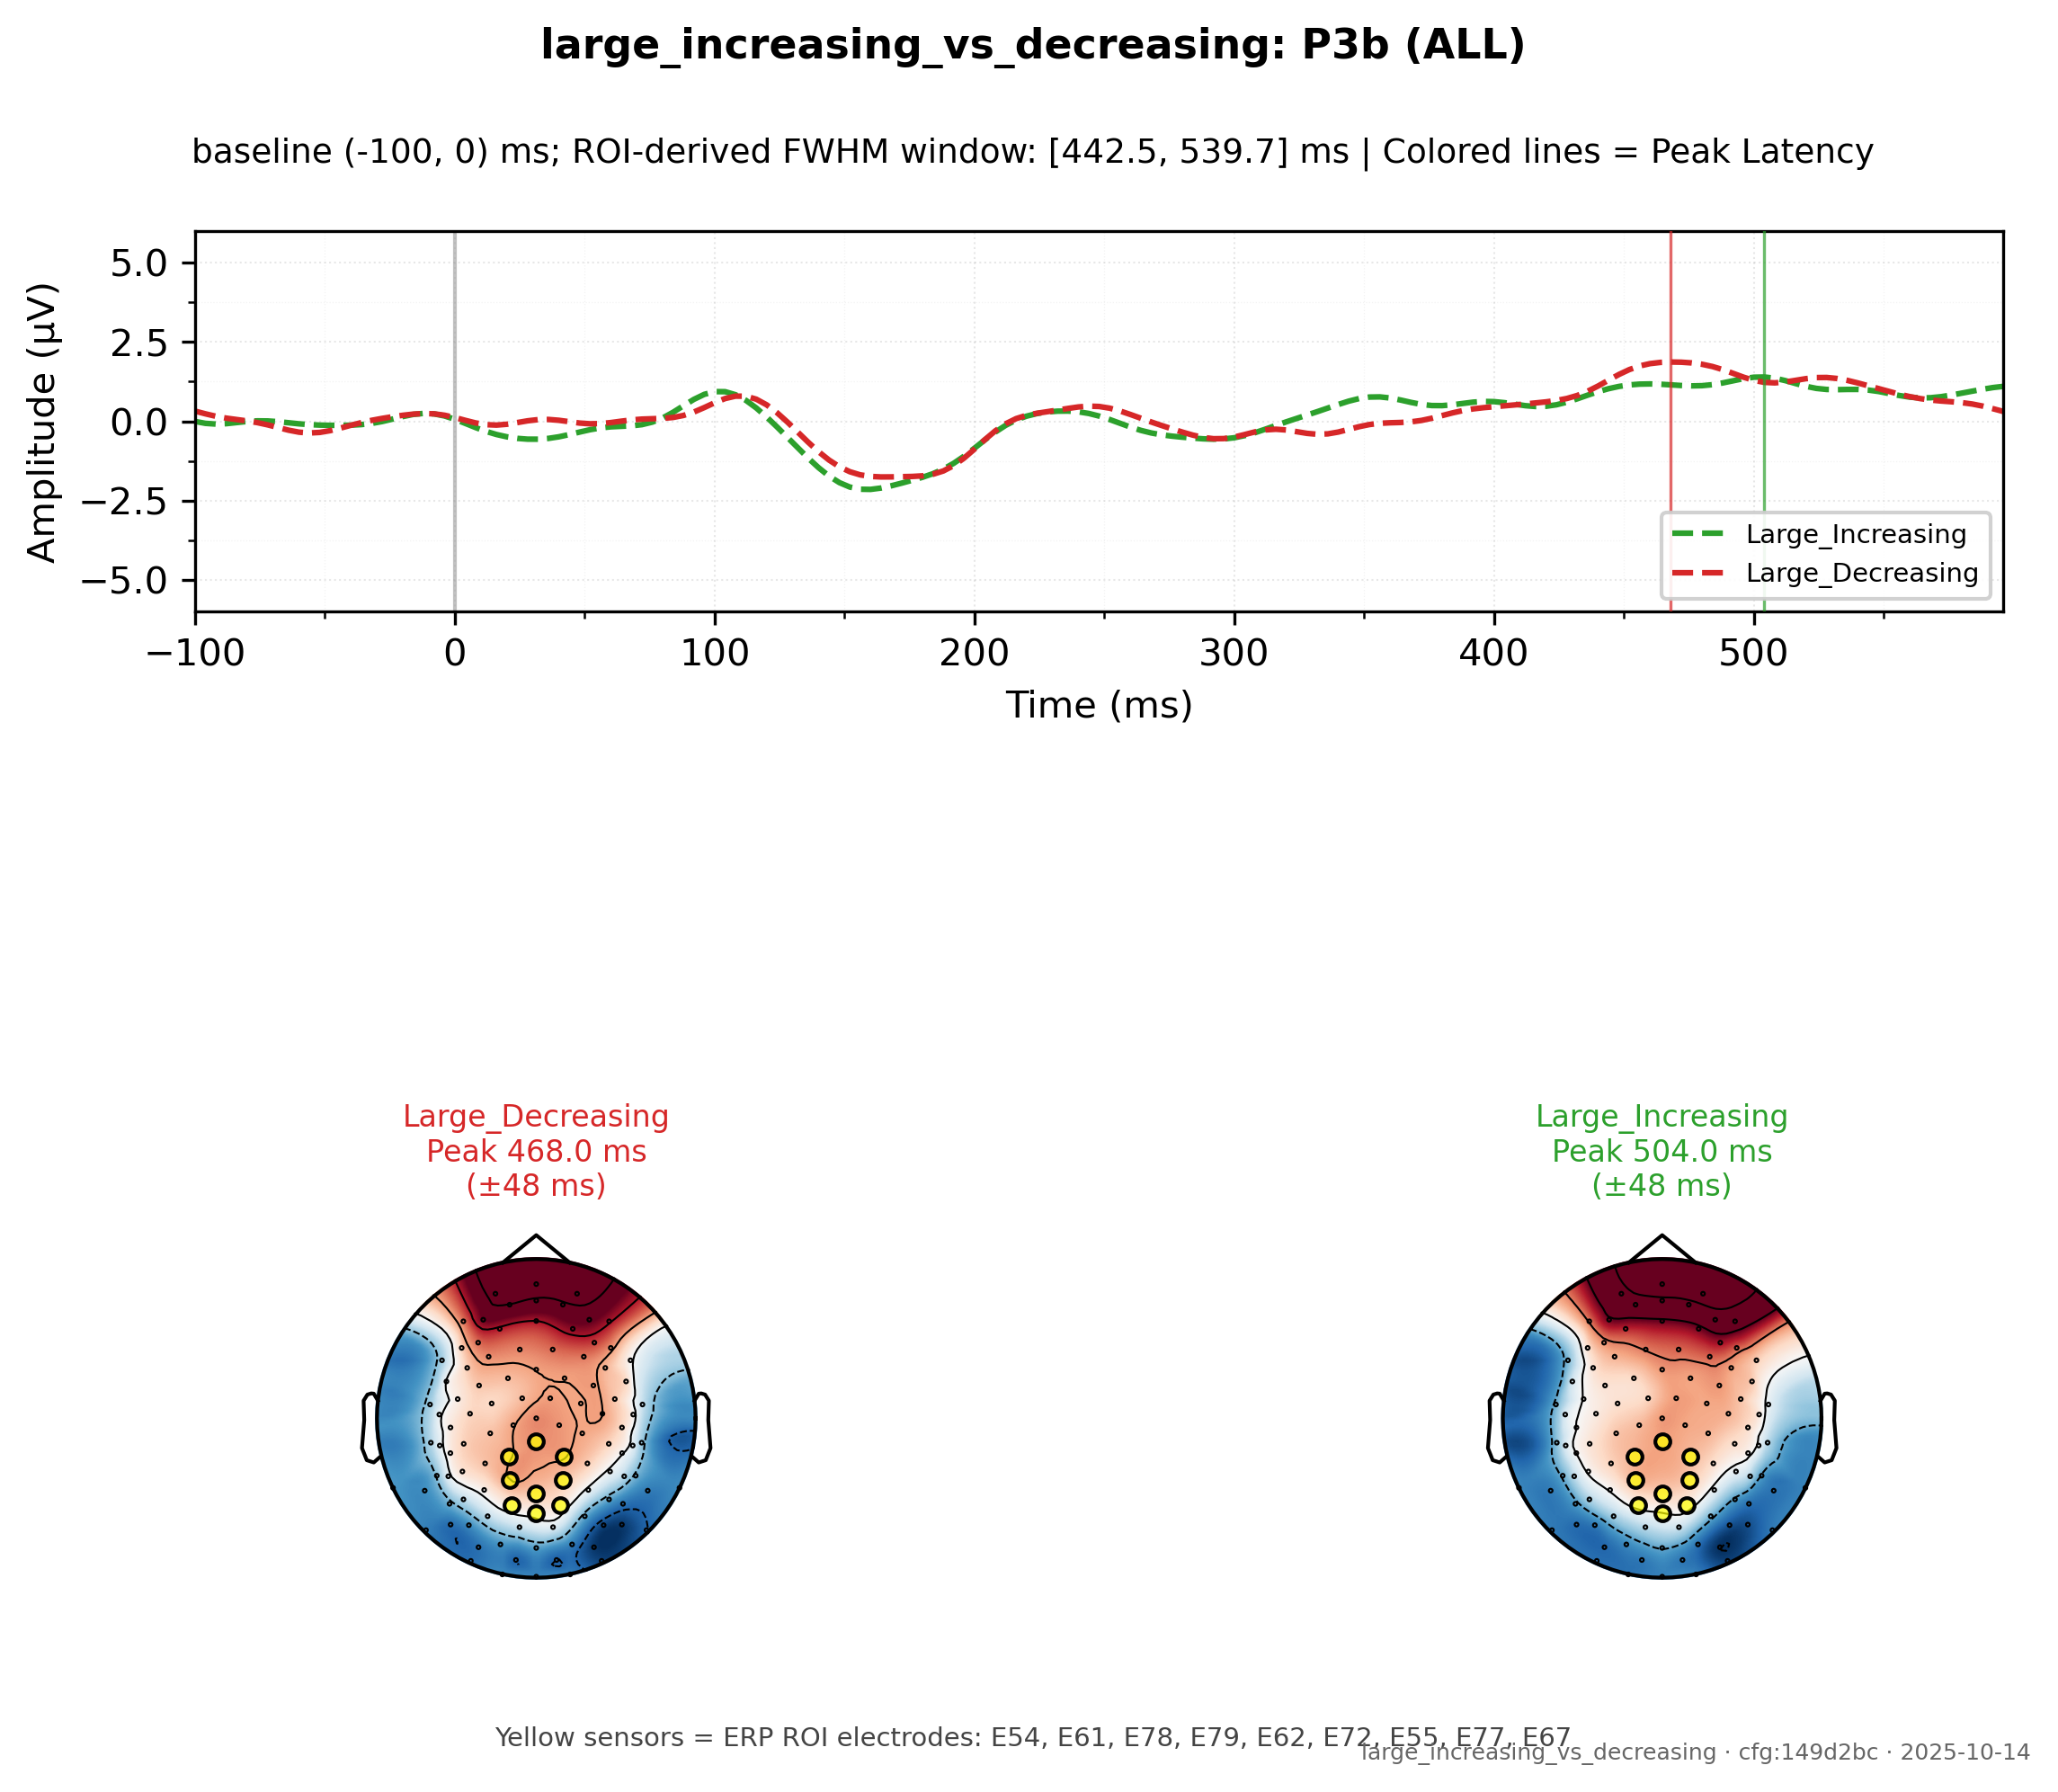 large_increasing_vs_decreasing: P3b (ALL)
baseline (-100, 0) ms; ROI-derived FWHM window: [442.5, 539.7] ms | Colored lines = Peak Latency
Amplitude (µV)
5.0
2.5
0.0
−2.5
−5.0
Large_Increasing
Large_Decreasing
−100 0 100 200 300 400 500
Time (ms)
Large_Decreasing
Peak 468.0 ms
(±48 ms)
Large_Increasing
Peak 504.0 ms
(±48 ms)
Yellow sensors = ERP ROI electrodes: E54, E61, E78, E79, E62, E72, E55, E77, E67
large_increasing_vs_decreasing · cfg:149d2bc · 2025-10-14